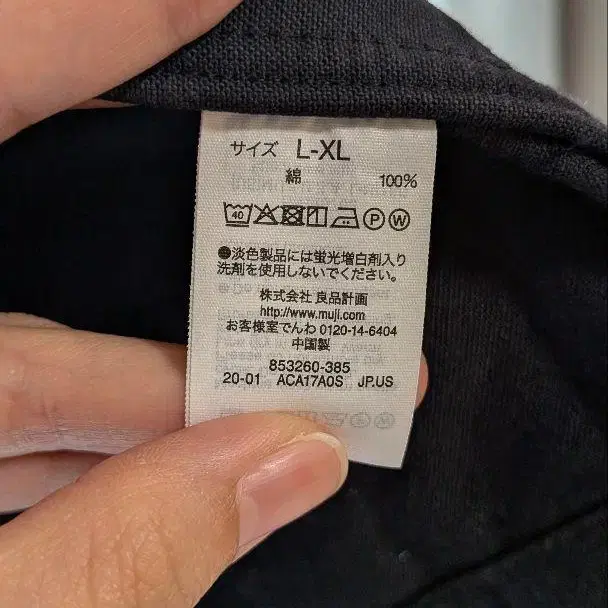 サイズ L-XL
綿 100%
40 P W
●淡色製品には蛍光増白剤入り
洗剤を使用しないでください。
株式会社 良品計画
http://www.muji.com
お客様室でんわ 0120-14-6404
中国製
853260-385
20-01 ACA17A0S JP.US